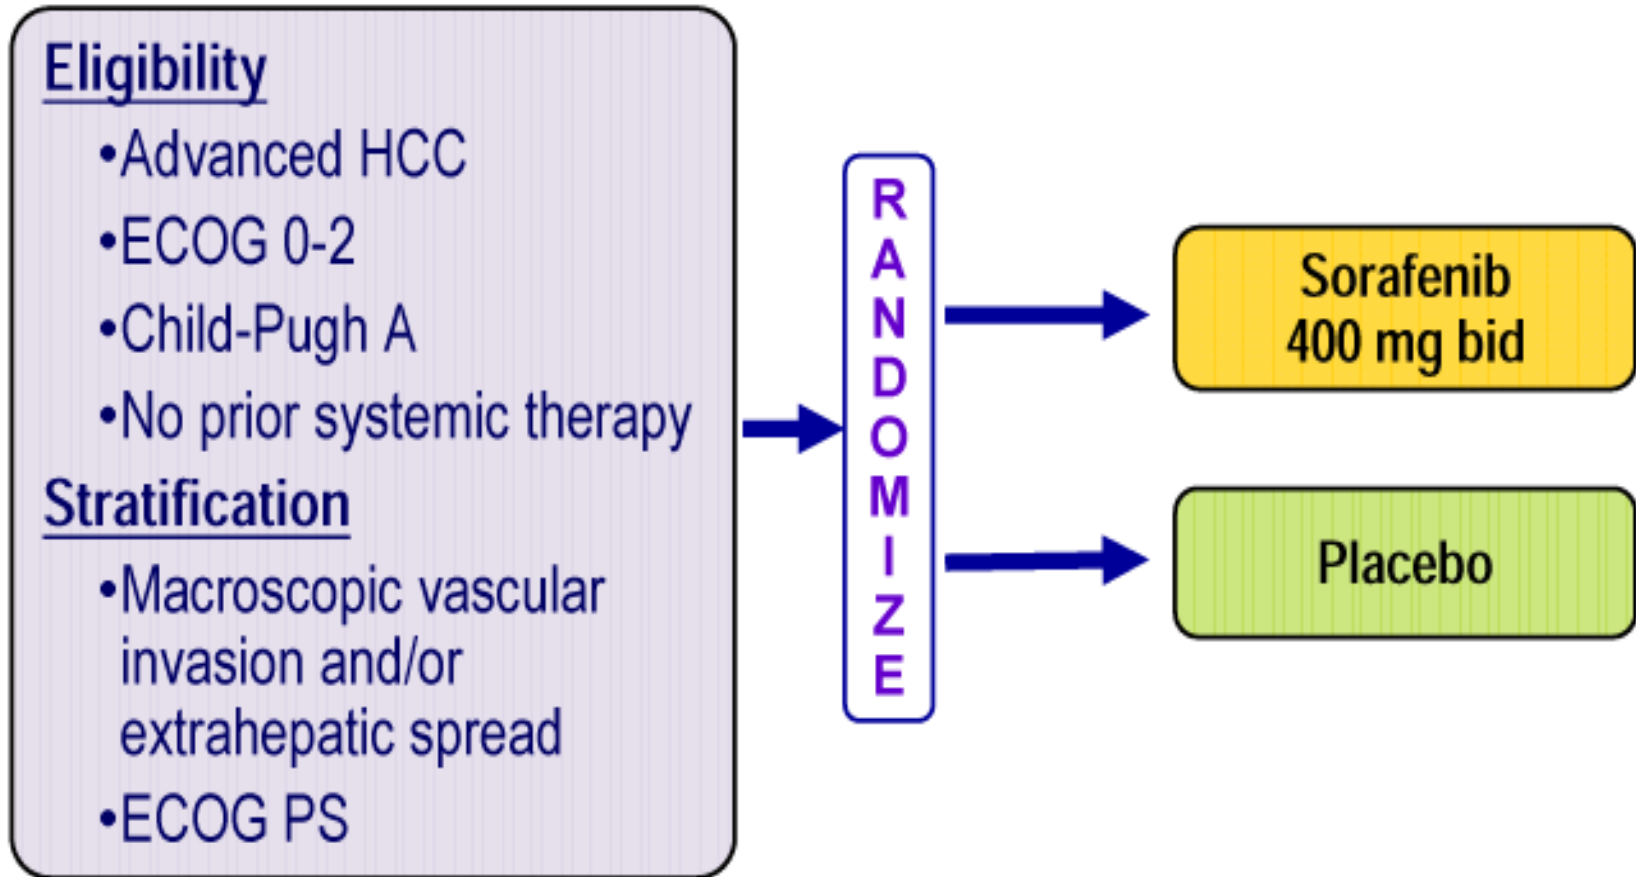 Eligibility
•Advanced HCC
•ECOG 0-2
•Child-Pugh A
•No prior systemic therapy
Stratification
•Macroscopic vascular
invasion and/or
extrahepatic spread
•ECOG PS
RANDOMIZE
Sorafenib
400 mg bid
Placebo